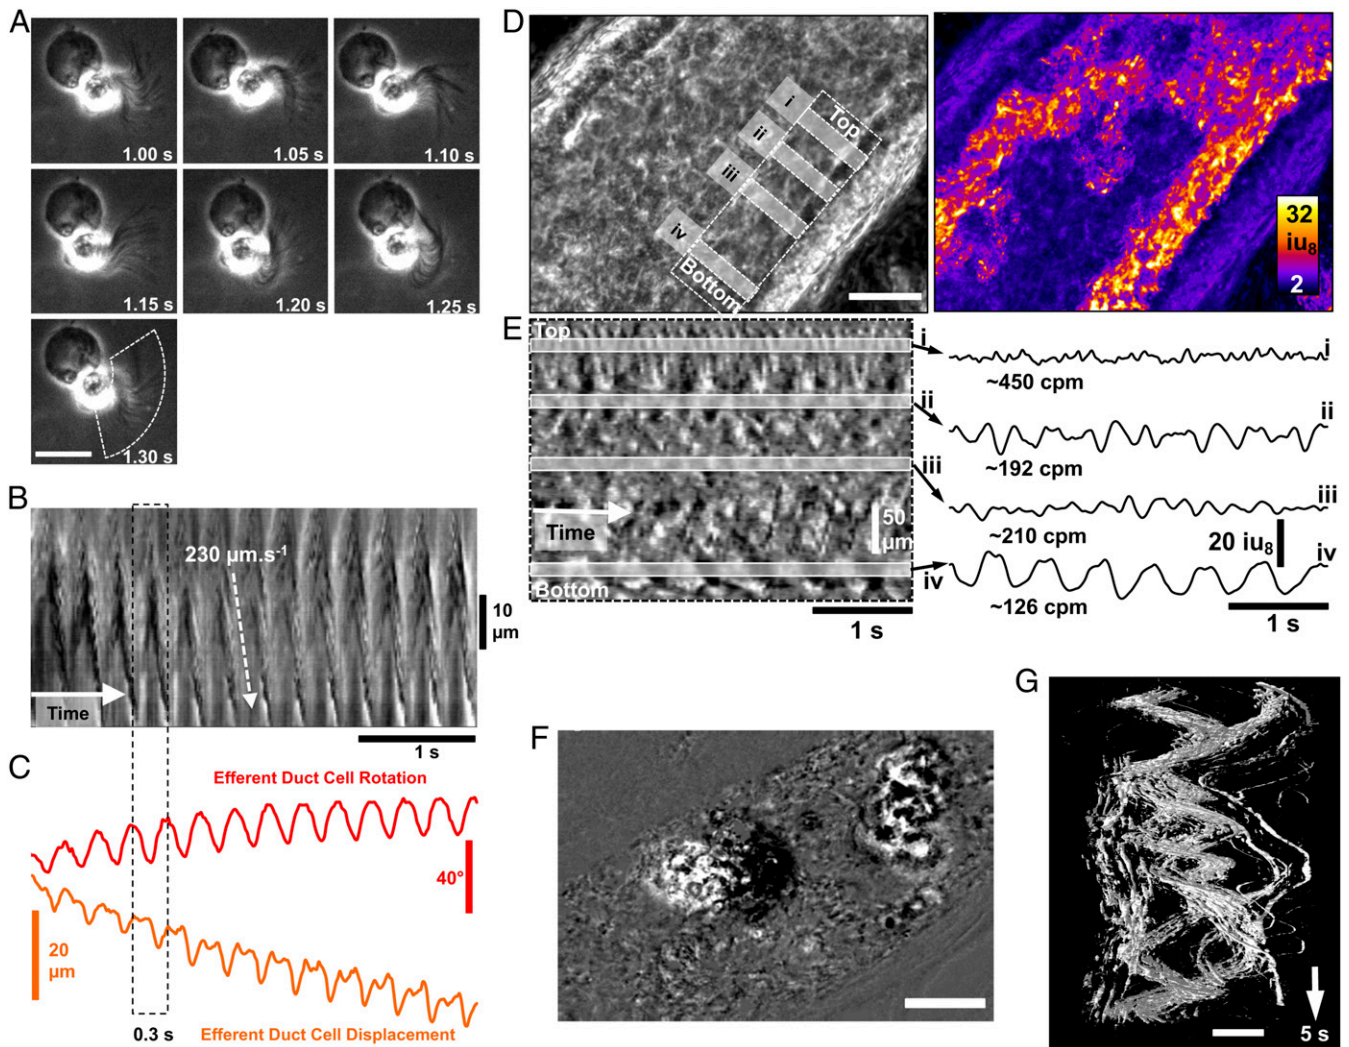 A
1.00 s
1.05 s
1.10 s
1.15 s
1.20 s
1.25 s
1.30 s
B
230 µm.s-1
10
µm
Time
1 s
C
Efferent Duct Cell Rotation
40°
20
µm
0.3 s
Efferent Duct Cell Displacement
D
i
Top
ii
iii
iv
Bottom
32
iu8
2
E
Top
i
ii
iii
Time
50
µm
iv
Bottom
1 s
i
~450 cpm
ii
~192 cpm
iii
~210 cpm
20 iu8
iv
~126 cpm
1 s
F
G
5 s